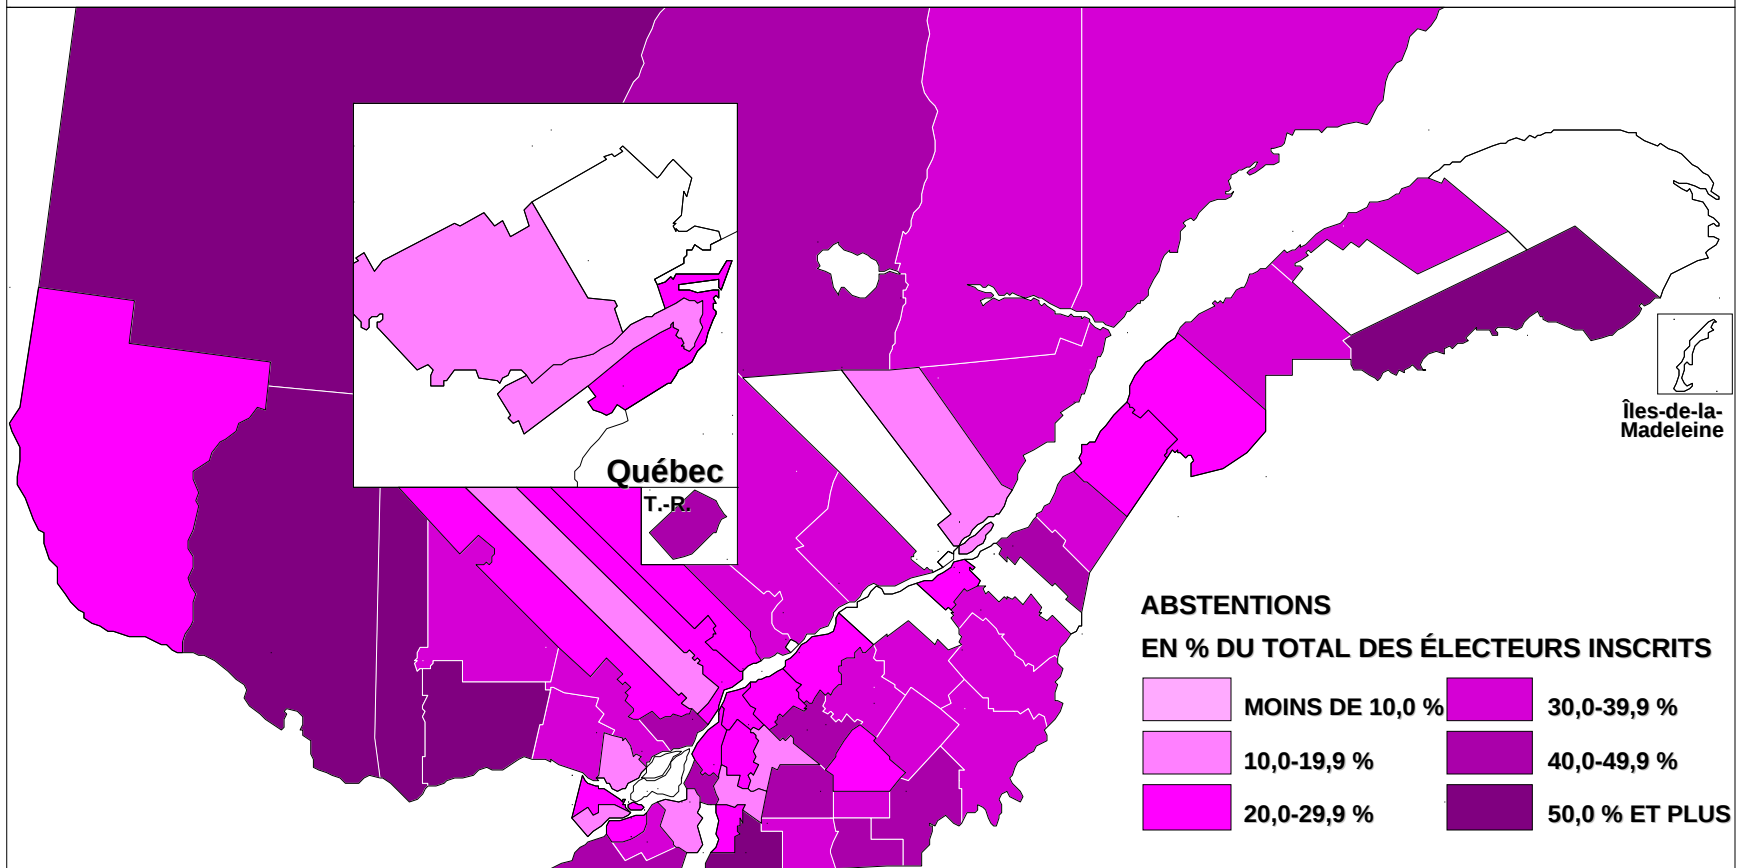 Québec
T.-R.
Îles-de-la-
Madeleine
ABSTENTIONS
EN % DU TOTAL DES ÉLECTEURS INSCRITS
MOINS DE 10,0 %
10,0-19,9 %
20,0-29,9 %
30,0-39,9 %
40,0-49,9 %
50,0 % ET PLUS